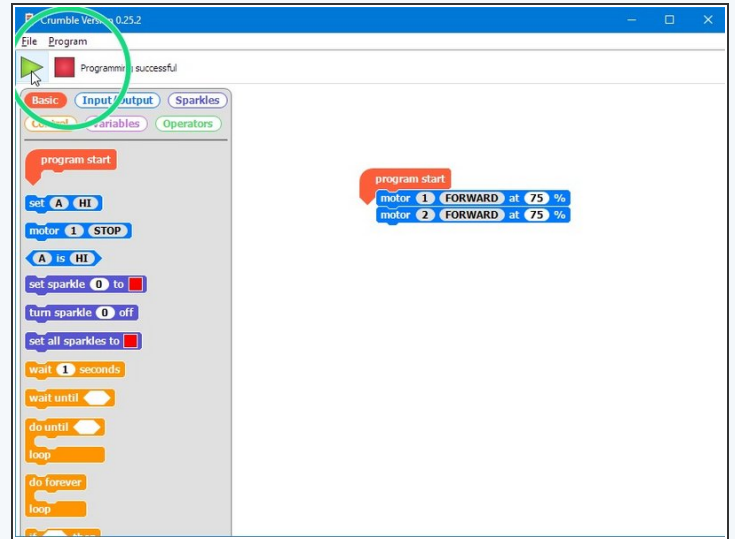 Crumble Version 0.25.2
File Program
Programming successful
Basic Input/Output Sparkles
Control Variables Operators
program start
set A HI
motor 1 STOP
A is HI
set sparkle 0 to
turn sparkle 0 off
set all sparkles to
wait 1 seconds
wait until
do until
loop
do forever
loop
program start
motor 1 FORWARD at 75 %
motor 2 FORWARD at 75 %